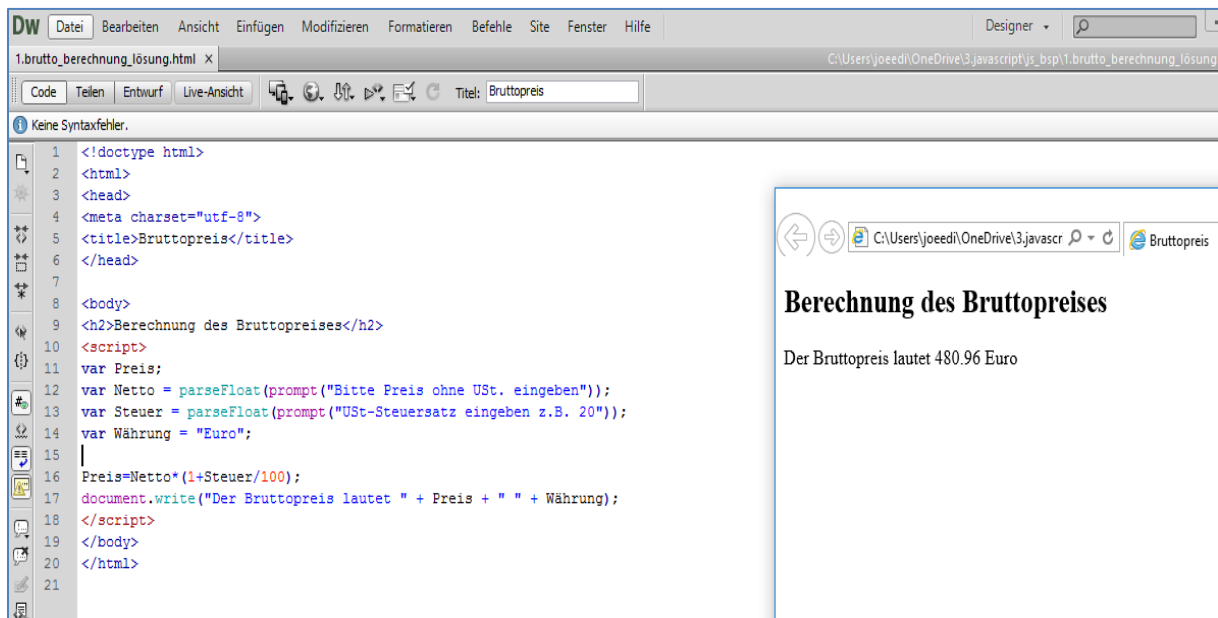 DW Datei Bearbeiten Ansicht Einfügen Modifizieren Formatieren Befehle Site Fenster Hilfe Designer
1.brutto_berechnung_lösung.html × C:\Users\joeedi\OneDrive\3.javascript\js_bsp\1.brutto_berechnung_lösung
Code Teilen Entwurf Live-Ansicht Titel: Bruttopreis
Keine Syntaxfehler.
1 <!doctype html>
2 <html>
3 <head>
4 <meta charset="utf-8">
5 <title>Bruttopreis</title>
6 </head>
7
8 <body>
9 <h2>Berechnung des Bruttopreises</h2>
10 <script>
11 var Preis;
12 var Netto = parseFloat(prompt("Bitte Preis ohne USt. eingeben"));
13 var Steuer = parseFloat(prompt("USt-Steuersatz eingeben z.B. 20"));
14 var Währung = "Euro";
15
16 Preis=Netto*(1+Steuer/100);
17 document.write("Der Bruttopreis lautet " + Preis + " " + Währung);
18 </script>
19 </body>
20 </html>
21
C:\Users\joeedi\OneDrive\3.javascr Bruttopreis
Berechnung des Bruttopreises
Der Bruttopreis lautet 480.96 Euro